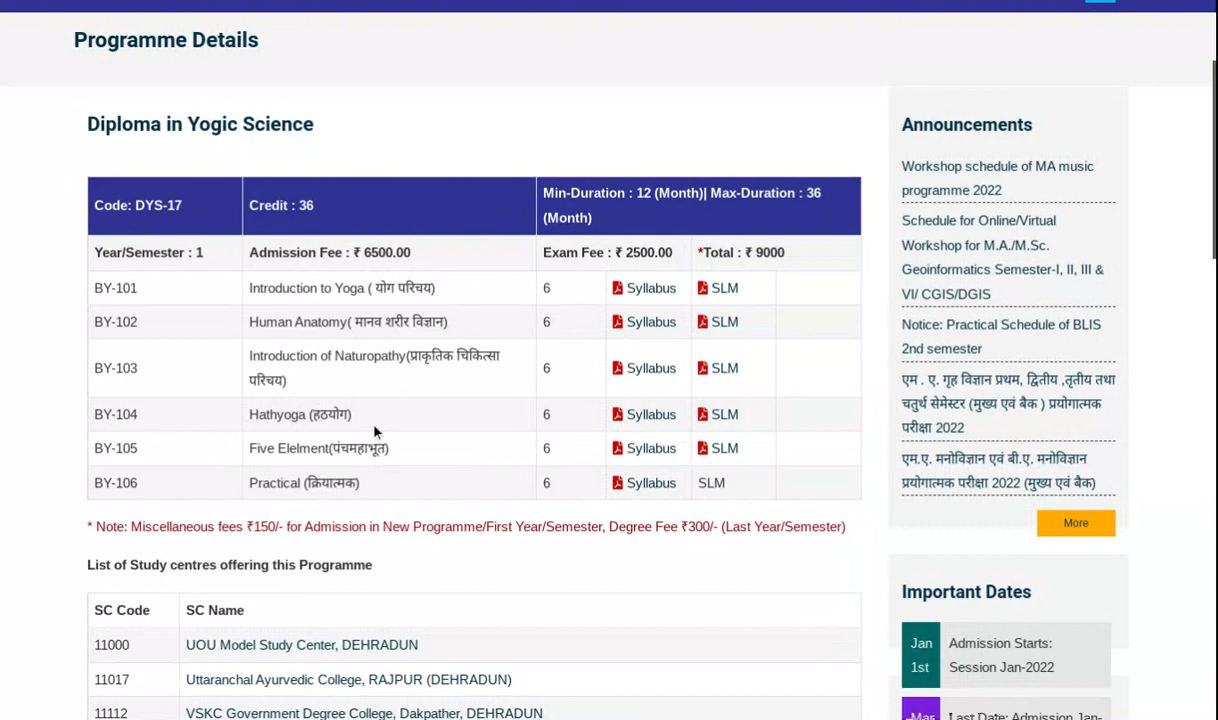 Programme Details
Diploma in Yogic Science
Code: DYS-17 Credit : 36 Min-Duration : 12 (Month)| Max-Duration : 36
(Month)
Year/Semester : 1 Admission Fee : ₹ 6500.00 Exam Fee : ₹ 2500.00 *Total : ₹ 9000
BY-101 Introduction to Yoga ( योग परिचय) 6 Syllabus SLM
BY-102 Human Anatomy( मानव शरीर विज्ञान) 6 Syllabus SLM
BY-103 Introduction of Naturopathy(प्राकृतिक चिकित्सा
परिचय) 6 Syllabus SLM
BY-104 Hathyoga (हठयोग) 6 Syllabus SLM
BY-105 Five Elelment(पंचमहाभूत) 6 Syllabus SLM
BY-106 Practical (क्रियात्मक) 6 Syllabus SLM
* Note: Miscellaneous fees ₹150/- for Admission in New Programme/First Year/Semester, Degree Fee ₹300/- (Last Year/Semester)
List of Study centres offering this Programme
SC Code SC Name
11000 UOU Model Study Center, DEHRADUN
11017 Uttaranchal Ayurvedic College, RAJPUR (DEHRADUN)
11112 VSKC Government Degree College, Dakpather, DEHRADUN
Announcements
Workshop schedule of MA music
programme 2022
Schedule for Online/Virtual
Workshop for M.A./M.Sc.
Geoinformatics Semester-I, II, III &
VI/ CGIS/DGIS
Notice: Practical Schedule of BLIS
2nd semester
एम . ए. गृह विज्ञान प्रथम, द्वितीय ,तृतीय तथा
चतुर्थ सेमेस्टर (मुख्य एवं बैक ) प्रयोगात्मक
परीक्षा 2022
एम.ए. मनोविज्ञान एवं बी.ए. मनोविज्ञान
प्रयोगात्मक परीक्षा 2022 (मुख्य एवं बैक)
More
Important Dates
Jan
1st
Admission Starts:
Session Jan-2022
Mar Last Date: Admission Jan-